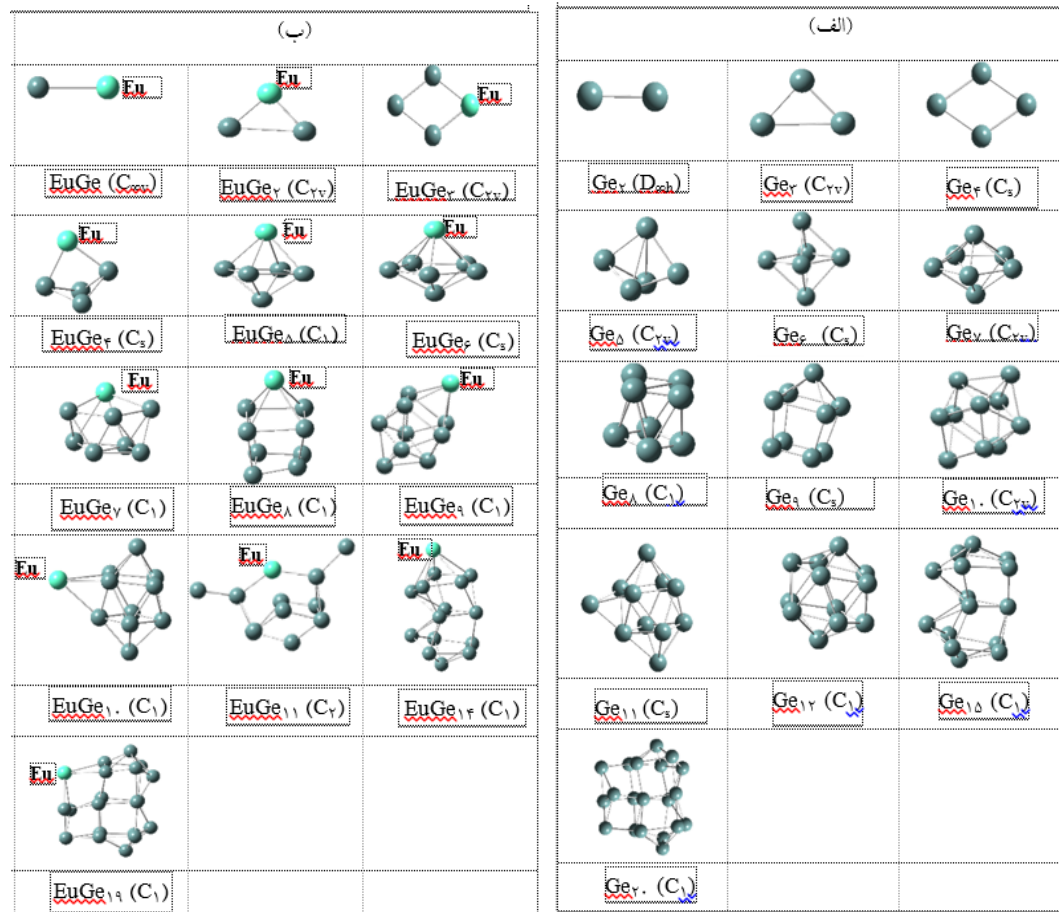 (الف)
Ge۲ (D∞h) Ge۳ (C۲v) Ge۴ (Cs)
Ge۵ (C۲v) Ge۶ (Cs) Ge۷ (C۲v)
Ge۸ (C۱) Ge۹ (Cs) Ge۱۰ (C۲v)
Ge۱۱ (Cs) Ge۱۲ (C۱) Ge۱۵ (C۱)
Ge۲۰ (C۱)
(ب)
Eu Eu Eu
EuGe (C∞v) EuGe۲ (C۲v) EuGe۳ (C۲v)
Eu Eu Eu
EuGe۴ (Cs) EuGe۸ (C۱) EuGe۶ (Cs)
Eu Eu Eu
EuGe۷ (C۱) EuGe۸ (C۱) EuGe۹ (C۱)
Eu Eu Eu
EuGe۱۰ (C۱) EuGe۱۱ (C۲) EuGe۱۴ (C۱)
Eu
EuGe۱۹ (C۱)